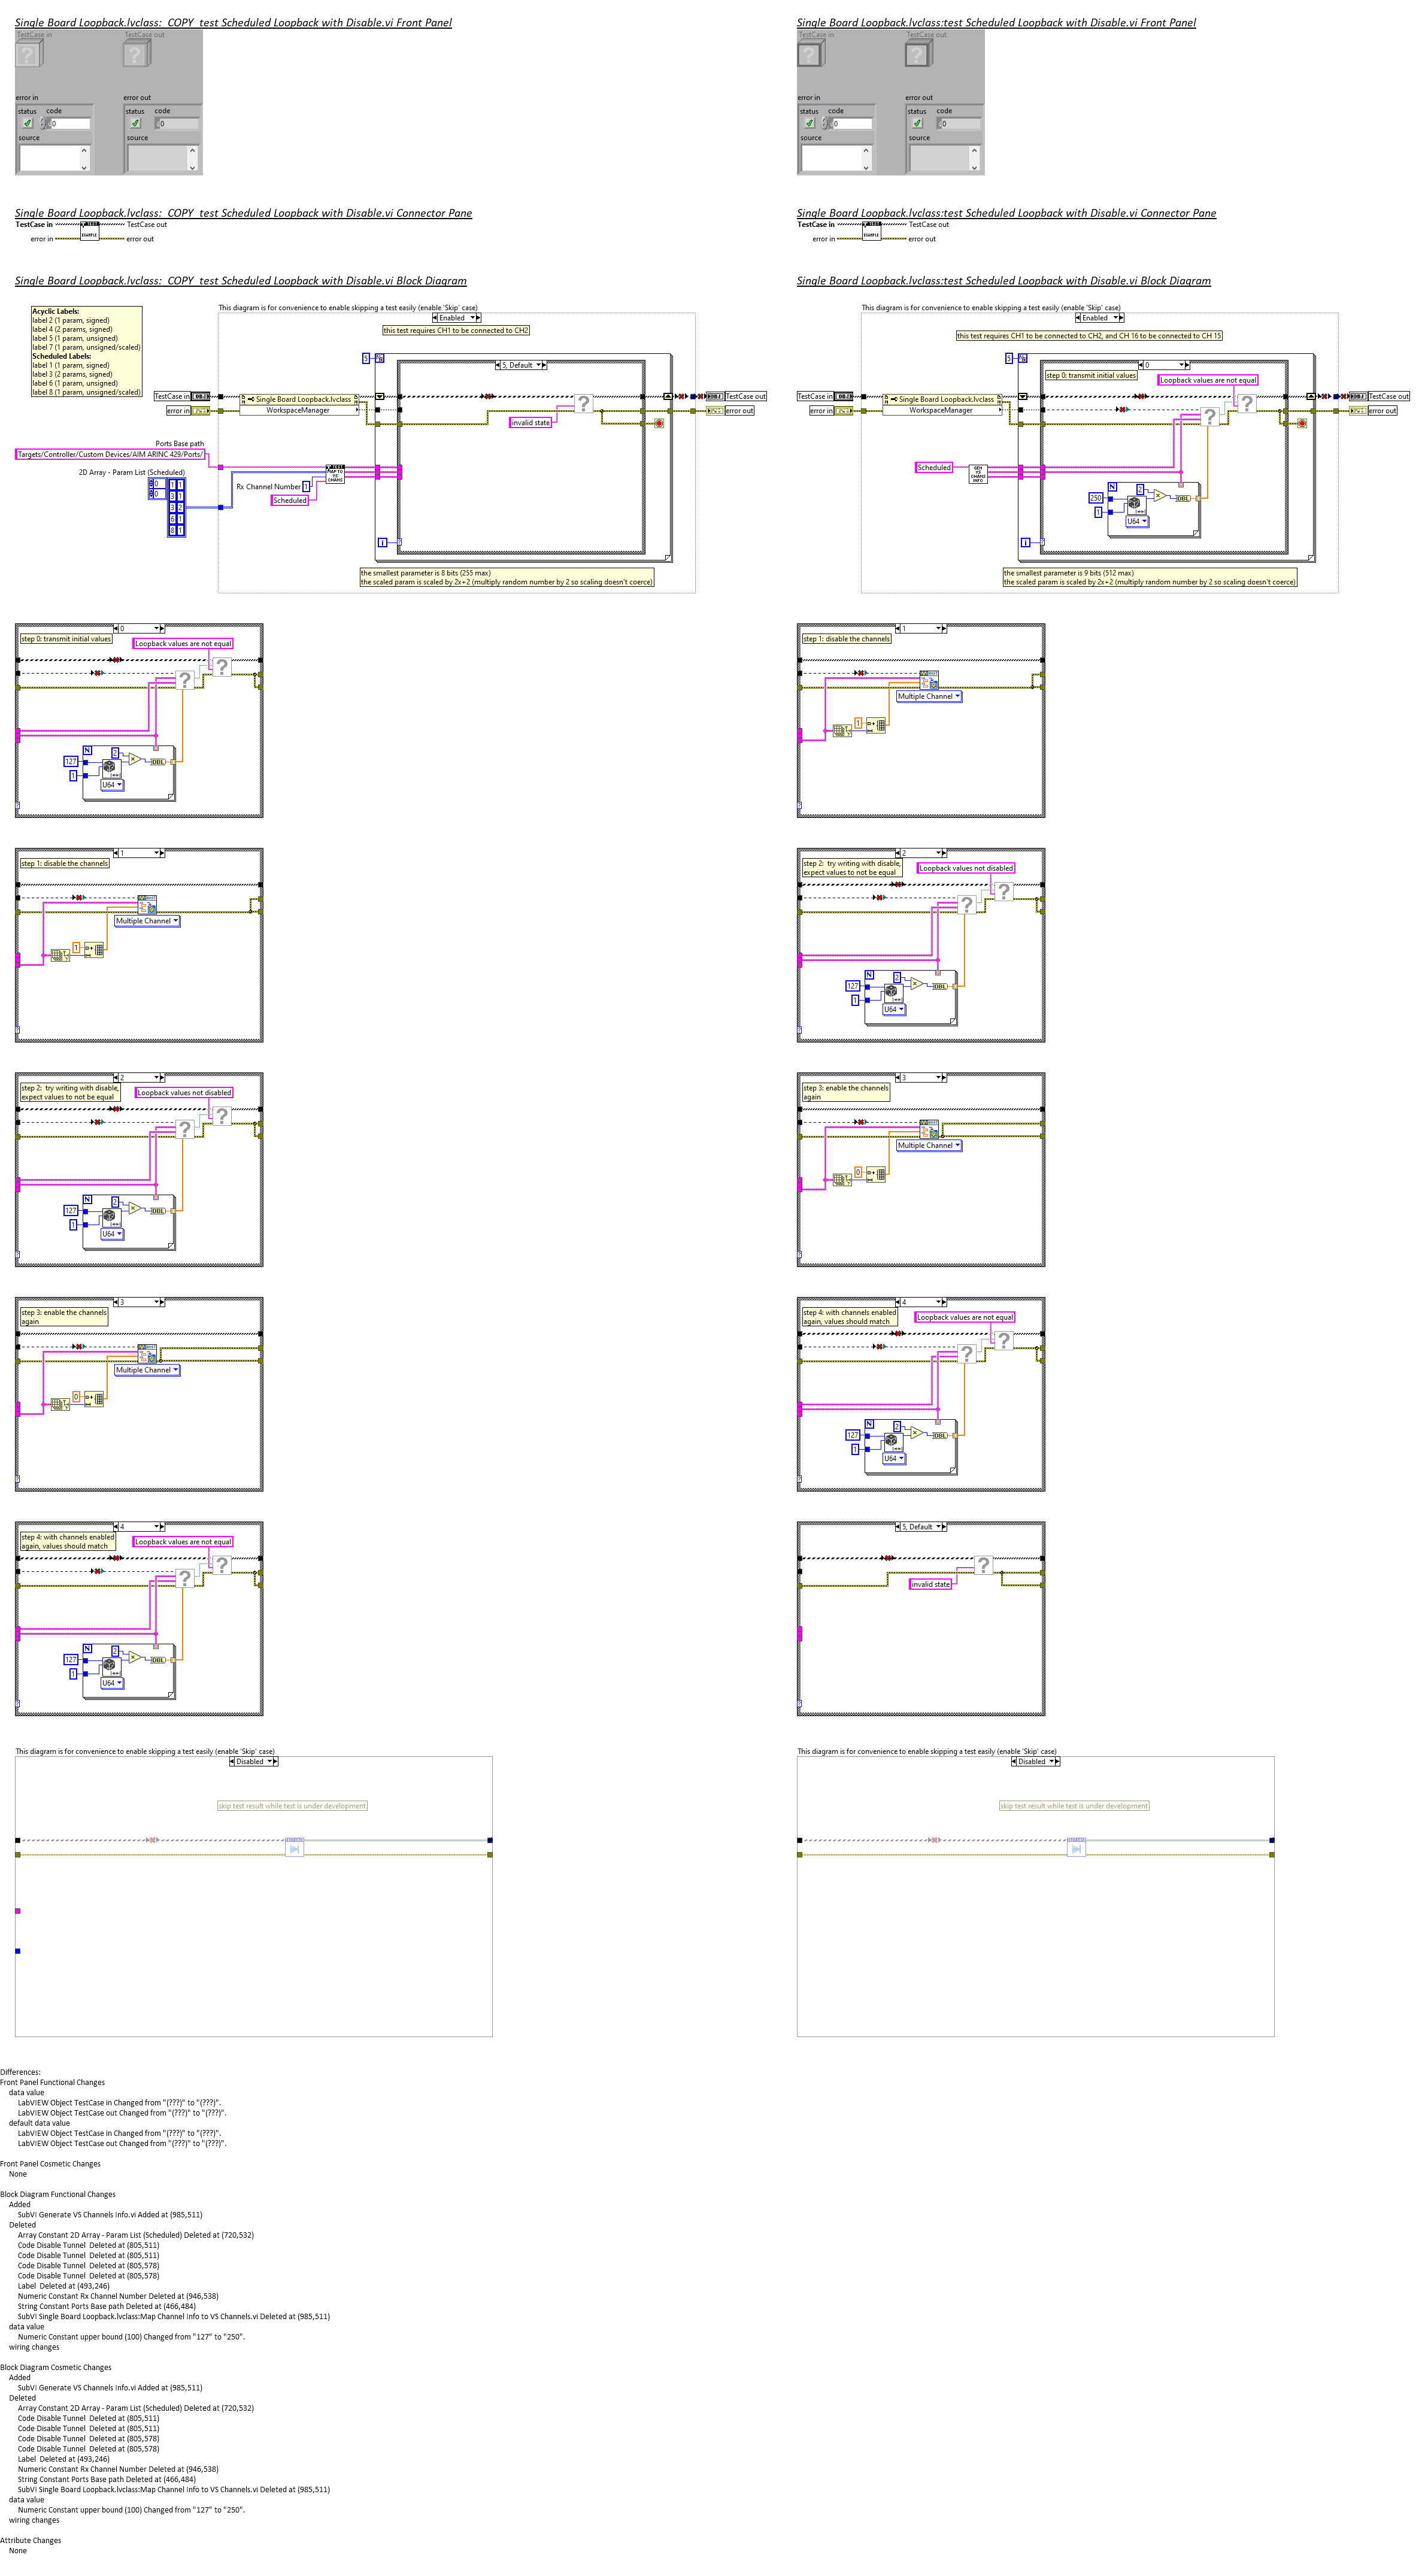 Single Board Loopback.lvclass:_COPY_test Scheduled Loopback with Disable.vi Front Panel
TestCase in
TestCase out
error in
error out
status
code
0
status
code
0
source
source
Single Board Loopback.lvclass:_COPY_test Scheduled Loopback with Disable.vi Connector Pane
TestCase in
TestCase out
error in
error out
Single Board Loopback.lvclass:_COPY_test Scheduled Loopback with Disable.vi Block Diagram
Acyclic Labels:
label 2 (1 param, signed)
label 4 (2 params, signed)
label 5 (1 param, unsigned)
label 7 (1 param, unsigned/scaled)
Scheduled Labels:
label 1 (1 param, signed)
label 3 (2 params, signed)
label 6 (1 param, unsigned)
label 8 (1 param, unsigned/scaled)
This diagram is for convenience to enable skipping a test easily (enable 'Skip' case)
Enabled
this test requires CH1 to be connected to CH2
5
5, Default
TestCase in
Single Board Loopback.lvclass
TestCase out
error in
WorkspaceManager
error out
invalid state
Ports Base path
Targets/Controller/Custom Devices/AIM ARINC 429/Ports/
2D Array - Param List (Scheduled)
0
0
1 1
3 1
3 2
6 1
8 1
Rx Channel Number 1
Scheduled
i
the smallest parameter is 8 bits (255 max)
the scaled param is scaled by 2x+2 (multiply random number by 2 so scaling doesn't coerce)
0
step 0: transmit initial values
Loopback values are not equal
N
2
127
DBL
1
U64
1
step 1: disable the channels
Multiple Channel
1
2
step 2: try writing with disable,
expect values to not be equal
Loopback values not disabled
N
2
127
DBL
1
U64
3
step 3: enable the channels
again
Multiple Channel
0
4
step 4: with channels enabled
again, values should match
Loopback values are not equal
N
2
127
DBL
1
U64
This diagram is for convenience to enable skipping a test easily (enable 'Skip' case)
Disabled
skip test result while test is under development
Single Board Loopback.lvclass:test Scheduled Loopback with Disable.vi Front Panel
TestCase in
TestCase out
error in
error out
status
code
0
status
code
0
source
source
Single Board Loopback.lvclass:test Scheduled Loopback with Disable.vi Connector Pane
TestCase in
TestCase out
error in
error out
Single Board Loopback.lvclass:test Scheduled Loopback with Disable.vi Block Diagram
This diagram is for convenience to enable skipping a test easily (enable 'Skip' case)
Enabled
this test requires CH1 to be connected to CH2, and CH 16 to be connected to CH 15
5
0
step 0: transmit initial values
Loopback values are not equal
TestCase in
Single Board Loopback.lvclass
TestCase out
error in
WorkspaceManager
error out
Scheduled
N
2
250
DBL
1
U64
i
the smallest parameter is 9 bits (512 max)
the scaled param is scaled by 2x+2 (multiply random number by 2 so scaling doesn't coerce)
1
step 1: disable the channels
Multiple Channel
1
2
step 2: try writing with disable,
expect values to not be equal
Loopback values not disabled
N
2
127
DBL
1
U64
3
step 3: enable the channels
again
Multiple Channel
0
4
step 4: with channels enabled
again, values should match
Loopback values are not equal
N
2
127
DBL
1
U64
5, Default
invalid state
This diagram is for convenience to enable skipping a test easily (enable 'Skip' case)
Disabled
skip test result while test is under development
Differences:
Front Panel Functional Changes
data value
LabVIEW Object TestCase in Changed from "(???)" to "(???)".
LabVIEW Object TestCase out Changed from "(???)" to "(???)".
default data value
LabVIEW Object TestCase in Changed from "(???)" to "(???)".
LabVIEW Object TestCase out Changed from "(???)" to "(???)".
Front Panel Cosmetic Changes
None
Block Diagram Functional Changes
Added
SubVI Generate VS Channels Info.vi Added at (985,511)
Deleted
Array Constant 2D Array - Param List (Scheduled) Deleted at (720,532)
Code Disable Tunnel  Deleted at (805,511)
Code Disable Tunnel  Deleted at (805,511)
Code Disable Tunnel  Deleted at (805,578)
Code Disable Tunnel  Deleted at (805,578)
Label  Deleted at (493,246)
Numeric Constant Rx Channel Number Deleted at (946,538)
String Constant Ports Base path Deleted at (466,484)
SubVI Single Board Loopback.lvclass:Map Channel Info to VS Channels.vi Deleted at (985,511)
data value
Numeric Constant upper bound (100) Changed from "127" to "250".
wiring changes
Block Diagram Cosmetic Changes
Added
SubVI Generate VS Channels Info.vi Added at (985,511)
Deleted
Array Constant 2D Array - Param List (Scheduled) Deleted at (720,532)
Code Disable Tunnel  Deleted at (805,511)
Code Disable Tunnel  Deleted at (805,511)
Code Disable Tunnel  Deleted at (805,578)
Code Disable Tunnel  Deleted at (805,578)
Label  Deleted at (493,246)
Numeric Constant Rx Channel Number Deleted at (946,538)
String Constant Ports Base path Deleted at (466,484)
SubVI Single Board Loopback.lvclass:Map Channel Info to VS Channels.vi Deleted at (985,511)
data value
Numeric Constant upper bound (100) Changed from "127" to "250".
wiring changes
Attribute Changes
None